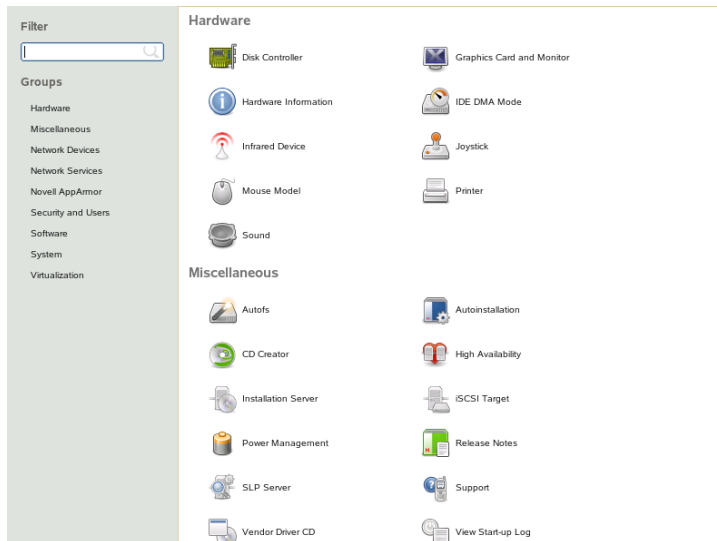 Filter
Groups
Hardware
Miscellaneous
Network Devices
Network Services
Novell AppArmor
Security and Users
Software
System
Virtualization
Hardware
Disk Controller
Graphics Card and Monitor
Hardware Information
IDE DMA Mode
Infrared Device
Joystick
Mouse Model
Printer
Sound
Miscellaneous
Autofs
Autoinstallation
CD Creator
High Availability
Installation Server
iSCSI Target
Power Management
Release Notes
SLP Server
Support
Vendor Driver CD
View Start-up Log